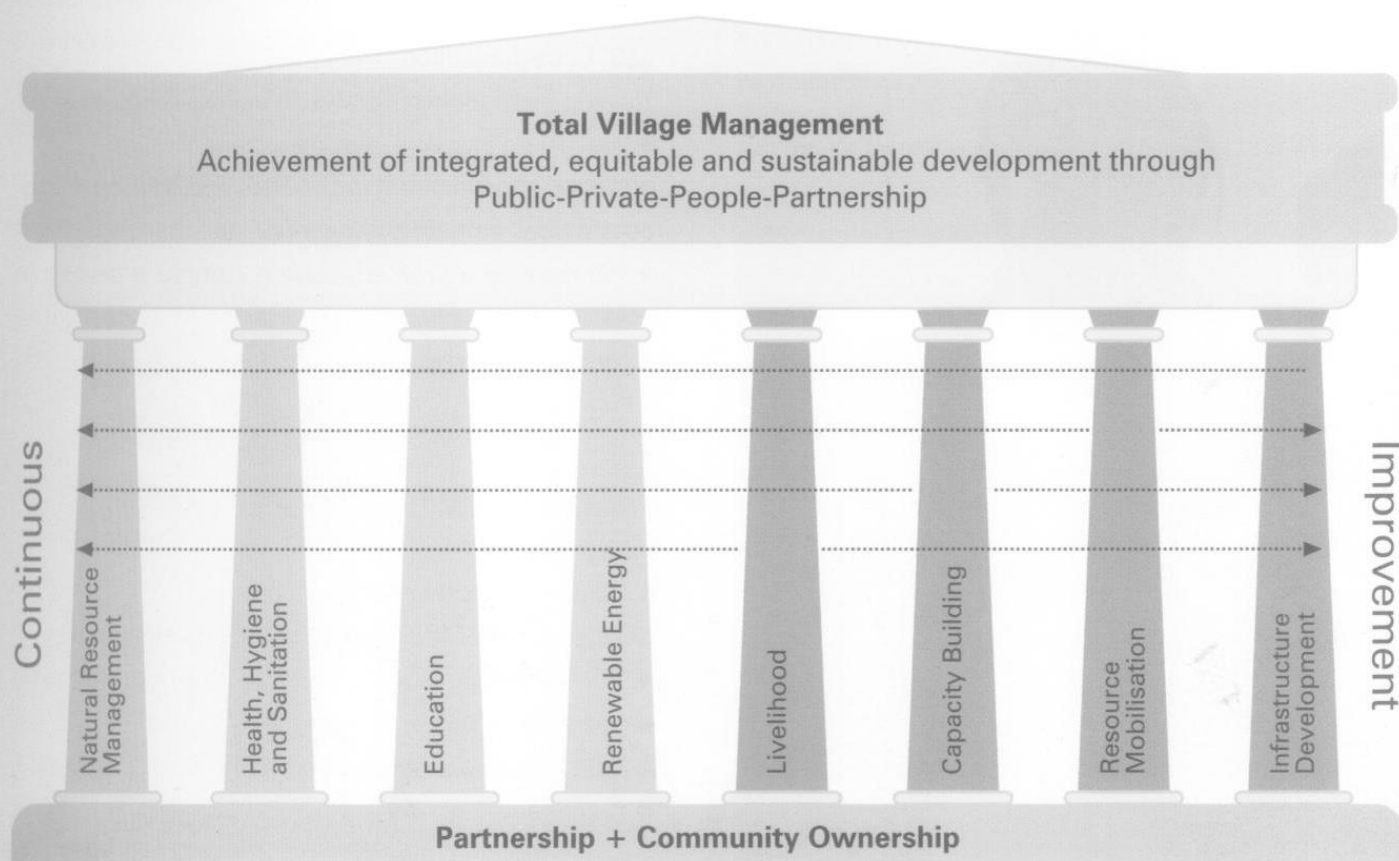 Total Village Management
Achievement of integrated, equitable and sustainable development through
Public-Private-People-Partnership
Continuous
Natural Resource
Management
Health, Hygiene
and Sanitation
Education
Renewable Energy
Livelihood
Capacity Building
Resource
Mobilisation
Infrastructure
Development
Improvement
Partnership + Community Ownership